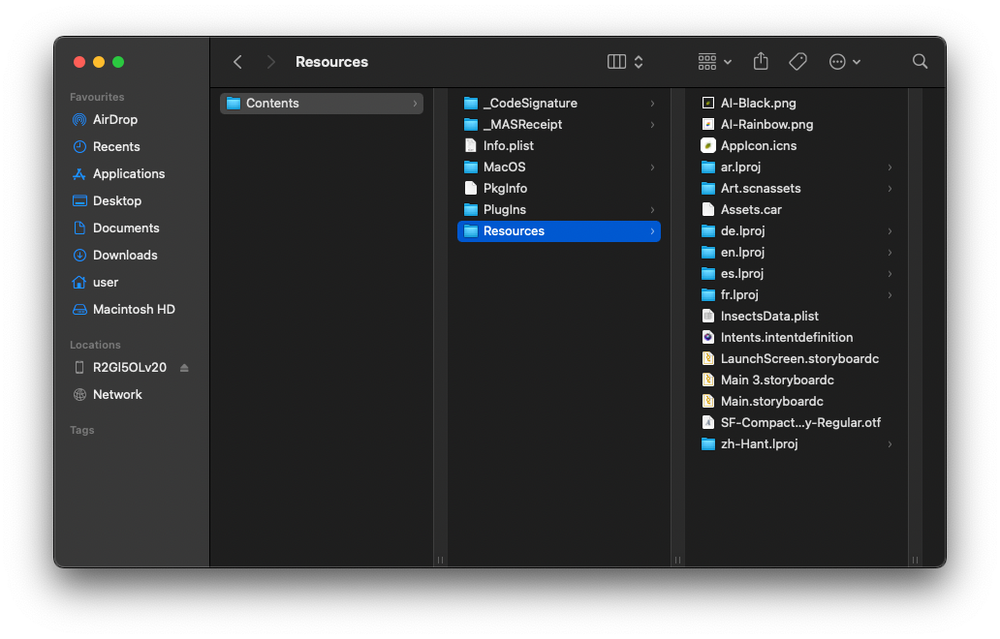 Resources
Favourites
AirDrop
Recents
Applications
Desktop
Documents
Downloads
user
Macintosh HD
Locations
R2GI5OLv20
Network
Tags
Contents
_CodeSignature
_MASReceipt
Info.plist
MacOS
PkgInfo
PlugIns
Resources
AI-Black.png
AI-Rainbow.png
AppIcon.icns
ar.lproj
Art.scnassets
Assets.car
de.lproj
en.lproj
es.lproj
fr.lproj
InsectsData.plist
Intents.intentdefinition
LaunchScreen.storyboardc
Main 3.storyboardc
Main.storyboardc
SF-Compact...y-Regular.otf
zh-Hant.lproj